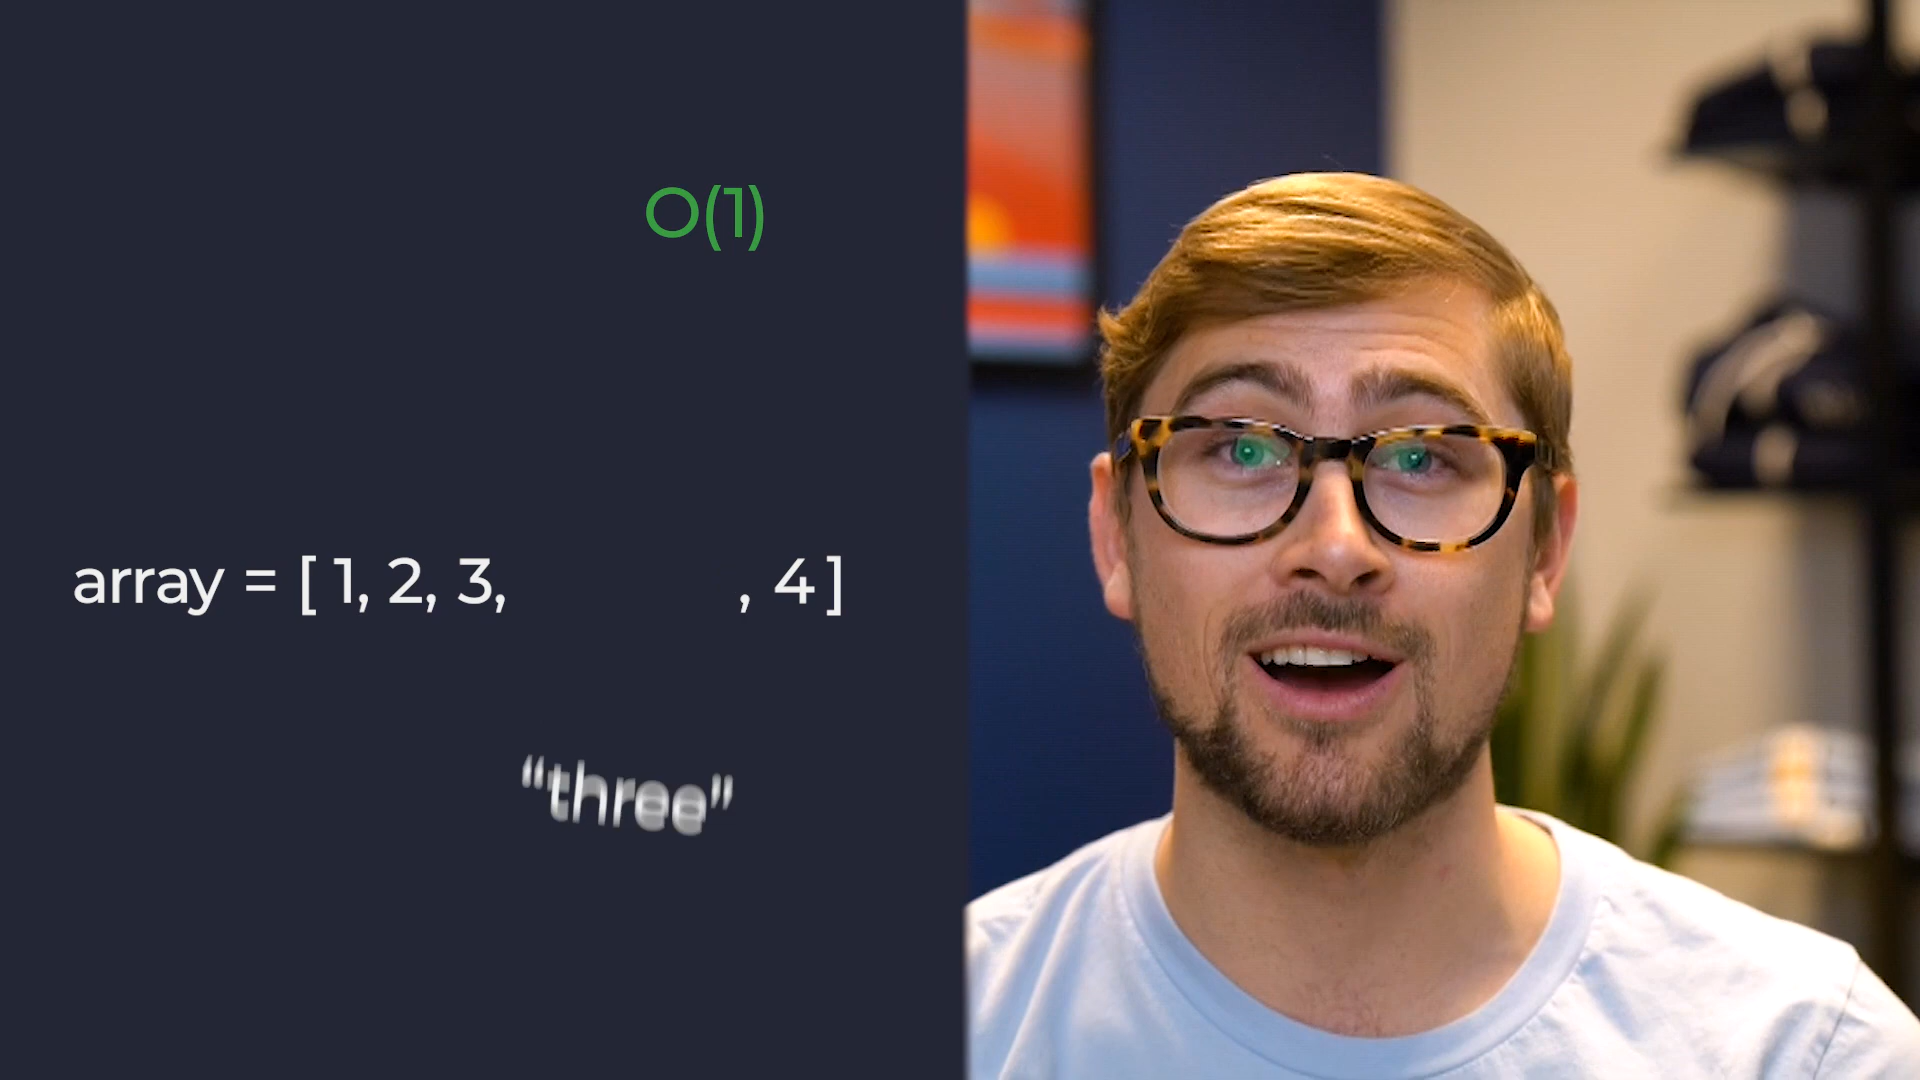 O(1)
array = [ 1, 2, 3, , 4 ]
“three”